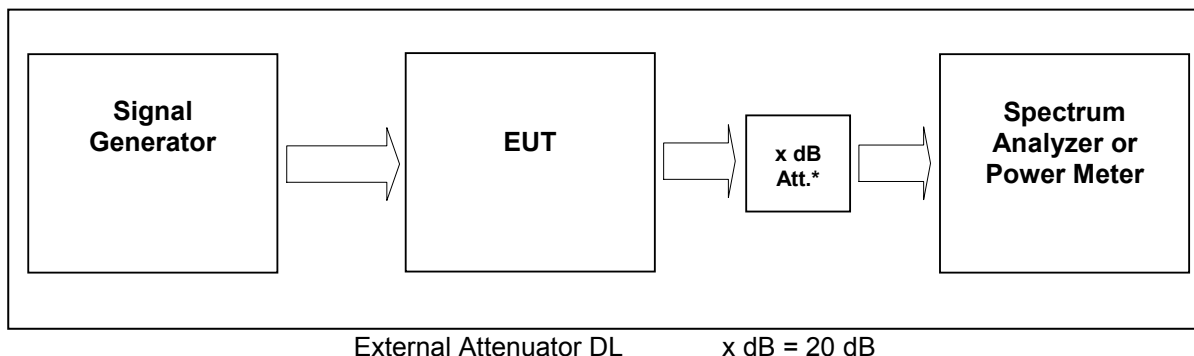 Signal
Generator
EUT
x dB
Att.*
Spectrum
Analyzer or
Power Meter
External Attenuator DL x dB = 20 dB